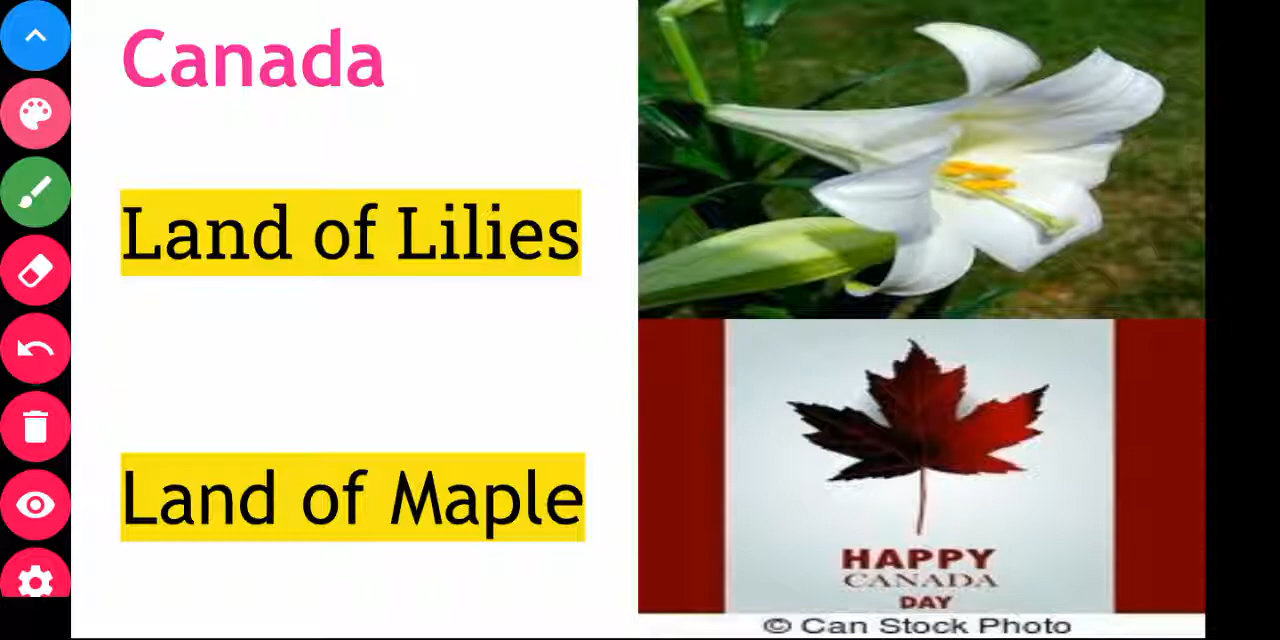 Canada
Land of Lilies
Land of Maple
HAPPY
CANADA
DAY
© Can Stock Photo